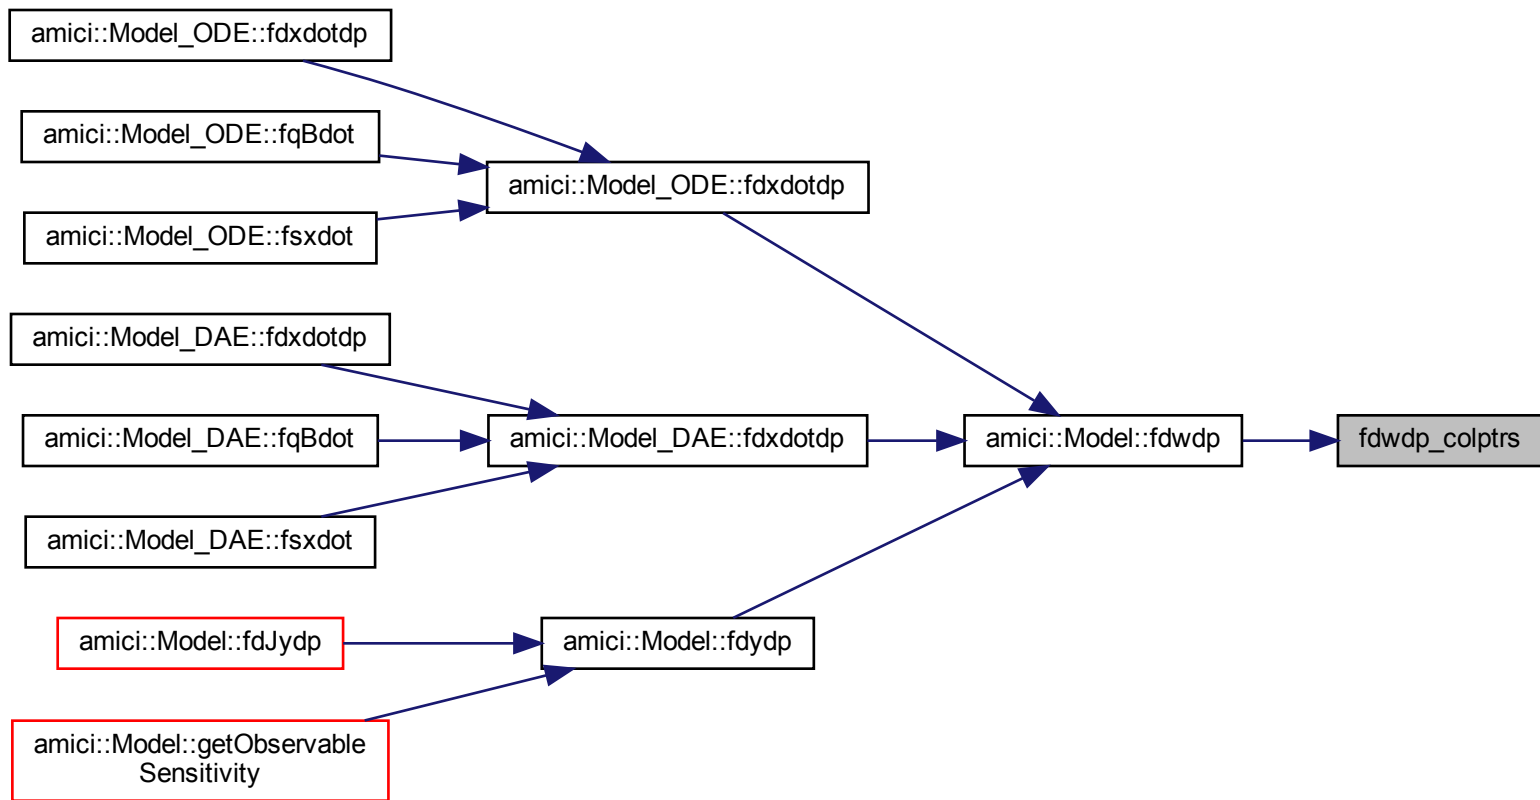 amici::Model_ODE::fdxdotdp
amici::Model_ODE::fqBdot
amici::Model_ODE::fsxdot
amici::Model_DAE::fdxdotdp
amici::Model_DAE::fqBdot
amici::Model_DAE::fsxdot
amici::Model::fdJydp
amici::Model::getObservable
Sensitivity
amici::Model_ODE::fdxdotdp
amici::Model_DAE::fdxdotdp
amici::Model::fdydp
amici::Model::fdwdp
fdwdp_colptrs